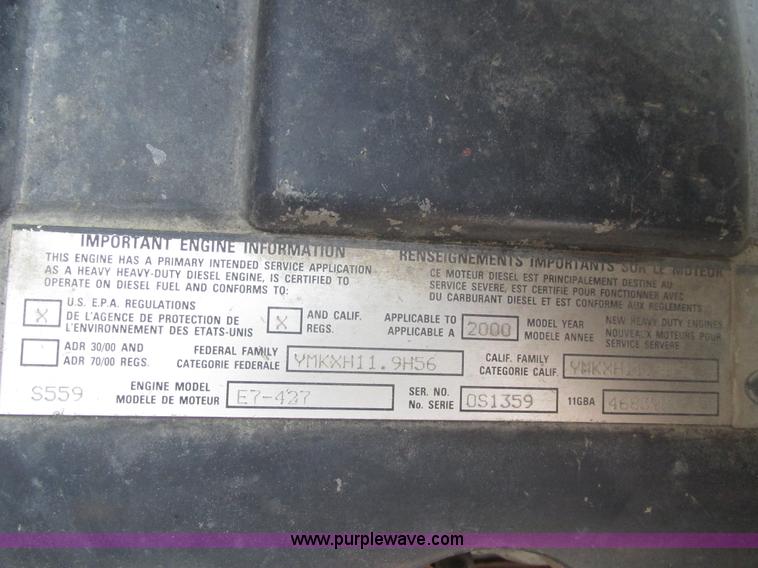 IMPORTANT ENGINE INFORMATION
THIS ENGINE HAS A PRIMARY INTENDED SERVICE APPLICATION
AS A HEAVY HEAVY-DUTY DIESEL ENGINE, IS CERTIFIED TO
OPERATE ON DIESEL FUEL AND CONFORMS TO:
RENSEIGNEMENTS IMPORTANTS SUR LE MOTEUR
CE MOTEUR DIESEL EST PRINCIPALEMENT DESTINÉ AU
SERVICE SEVERE, EST CERTIFIÉ POUR FONCTIONNER AVEC
DU CARBURANT DIESEL ET EST CONFORME AUX RÈGLEMENTS
X U.S. E.P.A. REGULATIONS
DE L'AGENCE DE PROTECTION DE
L'ENVIRONNEMENT DES ETATS-UNIS
X AND CALIF.
REGS.
APPLICABLE TO
APPLICABLE A
2000
MODEL YEAR
MODELE ANNEE
NEW HEAVY DUTY ENGINES
NOUVEAUX MOTEURS POUR
SERVICE SERVERE
ADR 30/00 AND
ADR 70/00 REGS.
FEDERAL FAMILY
CATEGORIE FEDERALE
YMKXH11.9H56
CALIF. FAMILY
CATEGORIE CALIF.
S559
ENGINE MODEL
MODELE DE MOTEUR
E7-427
SER. NO.
No. SERIE
0S1359
11GBA
www.purplewave.com